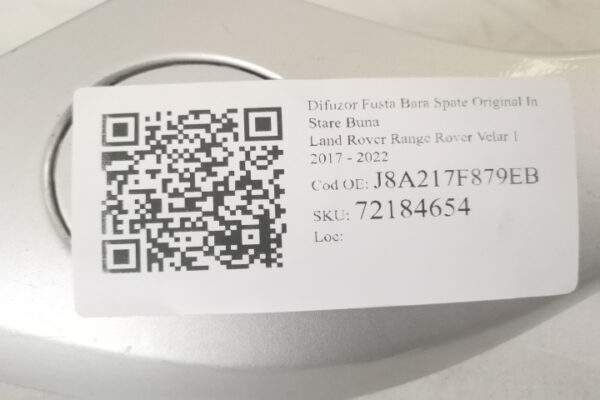 Difuzor Fusta Bara Spate Original In
Stare Buna
Land Rover Range Rover Velar 1
2017 - 2022
Cod OE: J8A217F879EB
SKU: 72184654
Loc: